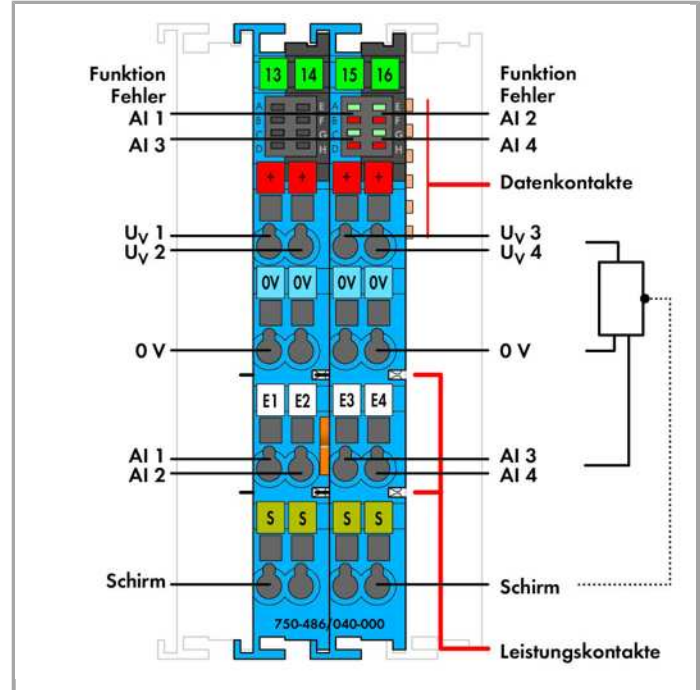 Funktion
Fehler
AI 1
AI 3
13 14 15 16
Funktion
Fehler
AI 2
AI 4
A E A E
B F B F
C G C G
D H D H
+ + + +
Datenkontakte
UV 1
UV 2
UV 3
UV 4
0V 0V 0V 0V
0 V
0 V
E1 E2 E3 E4
AI 1
AI 2
AI 3
AI 4
S S S S
Schirm
Schirm
750-486/040-000
Leistungskontakte